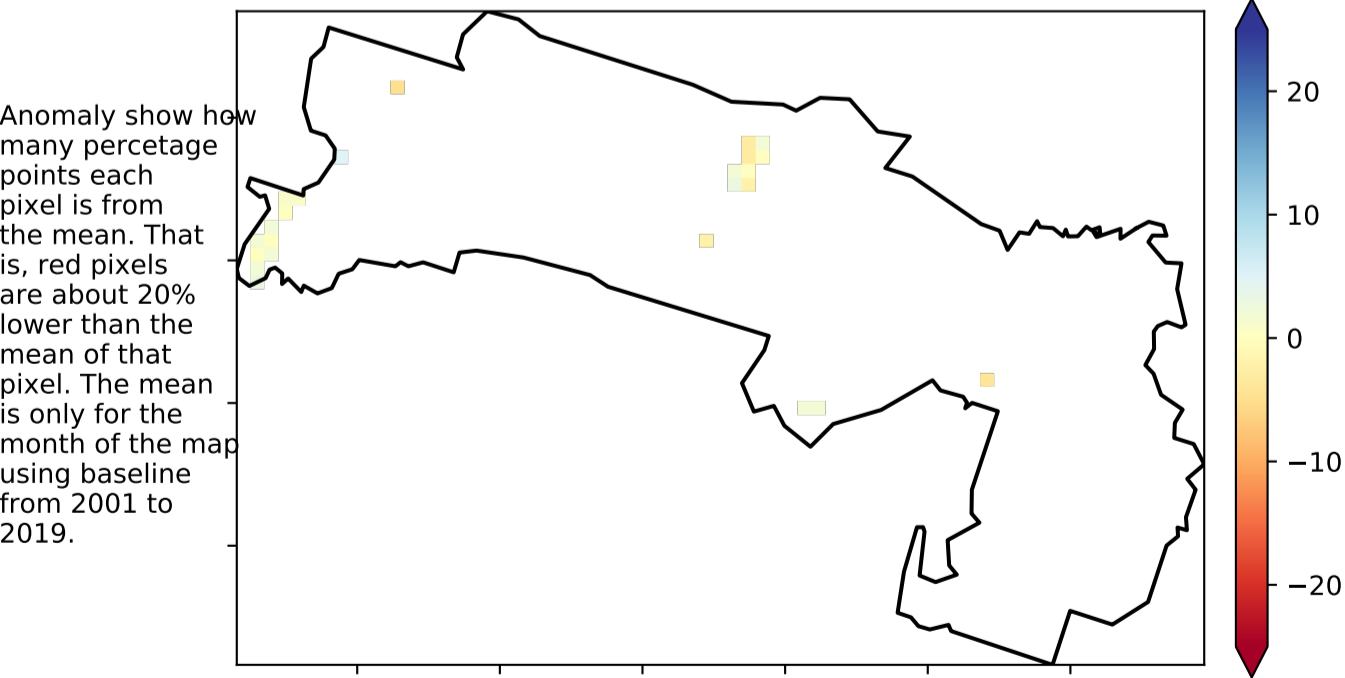 Anomaly show how
many percetage
points each
pixel is from
the mean. That
is, red pixels
are about 20%
lower than the
mean of that
pixel. The mean
is only for the
month of the map
using baseline
from 2001 to
2019.
20
10
0
−10
−20